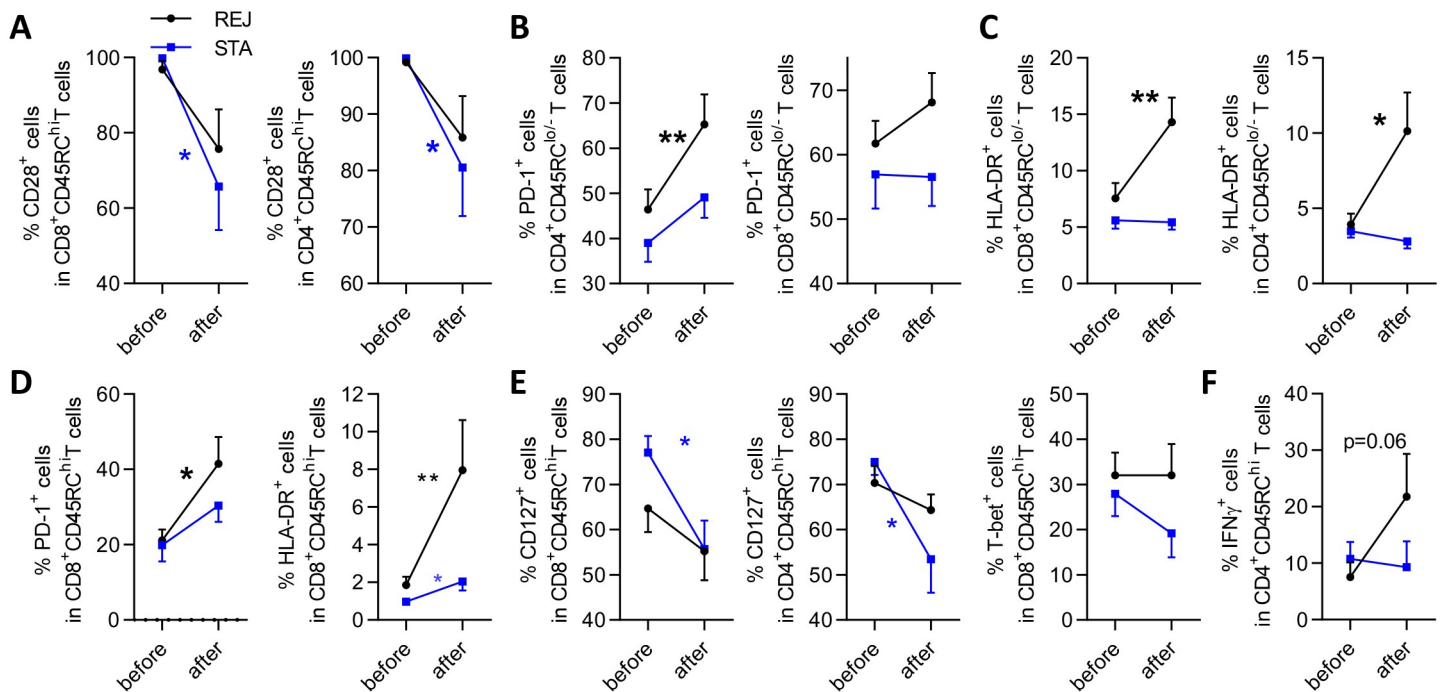 A
REJ
STA
% CD28⁺ cells
in CD8⁺CD45RCʰⁱT cells
100
80
60
40
before
after
*
% CD28⁺ cells
in CD4⁺CD45RCʰⁱT cells
100
90
80
70
60
before
after
*
B
% PD-1⁺ cells
in CD4⁺CD45RCˡᵒ/⁻ T cells
80
70
60
50
40
30
before
after
**
% PD-1⁺ cells
in CD8⁺CD45RCˡᵒ/⁻ T cells
70
60
50
40
before
after
C
% HLA-DR⁺ cells
in CD8⁺CD45RCˡᵒ/⁻ T cells
20
15
10
5
0
before
after
**
% HLA-DR⁺ cells
in CD4⁺CD45RCˡᵒ/⁻ T cells
15
10
5
0
before
after
*
D
% PD-1⁺ cells
in CD8⁺CD45RCʰⁱT cells
60
40
20
0
before
after
*
% HLA-DR⁺ cells
in CD8⁺CD45RCʰⁱT cells
12
10
8
6
4
2
0
before
after
**
*
E
% CD127⁺ cells
in CD8⁺CD45RCʰⁱT cells
90
80
70
60
50
40
before
after
*
% CD127⁺ cells
in CD4⁺CD45RCʰⁱT cells
90
80
70
60
50
40
before
after
*
% T-bet⁺ cells
in CD8⁺CD45RCʰⁱT cells
50
40
30
20
10
0
before
after
F
% IFNγ⁺ cells
in CD4⁺CD45RCʰⁱ T cells
40
30
20
10
0
before
after
p=0.06